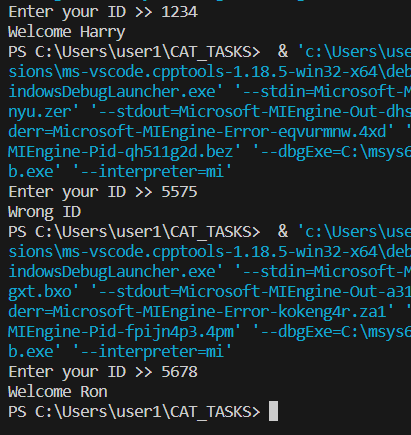 Enter your ID >> 1234
Welcome Harry
PS C:\Users\user1\CAT_TASKS>  & 'c:\Users\use
sions\ms-vscode.cpptools-1.18.5-win32-x64\deb
indowsDebugLauncher.exe' '--stdin=Microsoft-M
nyu.zer' '--stdout=Microsoft-MIEngine-Out-dhs
derr=Microsoft-MIEngine-Error-eqvurmnw.4xd' '
MIEngine-Pid-qh511g2d.bez' '--dbgExe=C:\msys6
b.exe' '--interpreter=mi'
Enter your ID >> 5575
Wrong ID
PS C:\Users\user1\CAT_TASKS>  & 'c:\Users\use
sions\ms-vscode.cpptools-1.18.5-win32-x64\deb
indowsDebugLauncher.exe' '--stdin=Microsoft-M
gxt.bxo' '--stdout=Microsoft-MIEngine-Out-a31
derr=Microsoft-MIEngine-Error-kokeng4r.za1' '
MIEngine-Pid-fpijn4p3.4pm' '--dbgExe=C:\msys6
b.exe' '--interpreter=mi'
Enter your ID >> 5678
Welcome Ron
PS C:\Users\user1\CAT_TASKS>